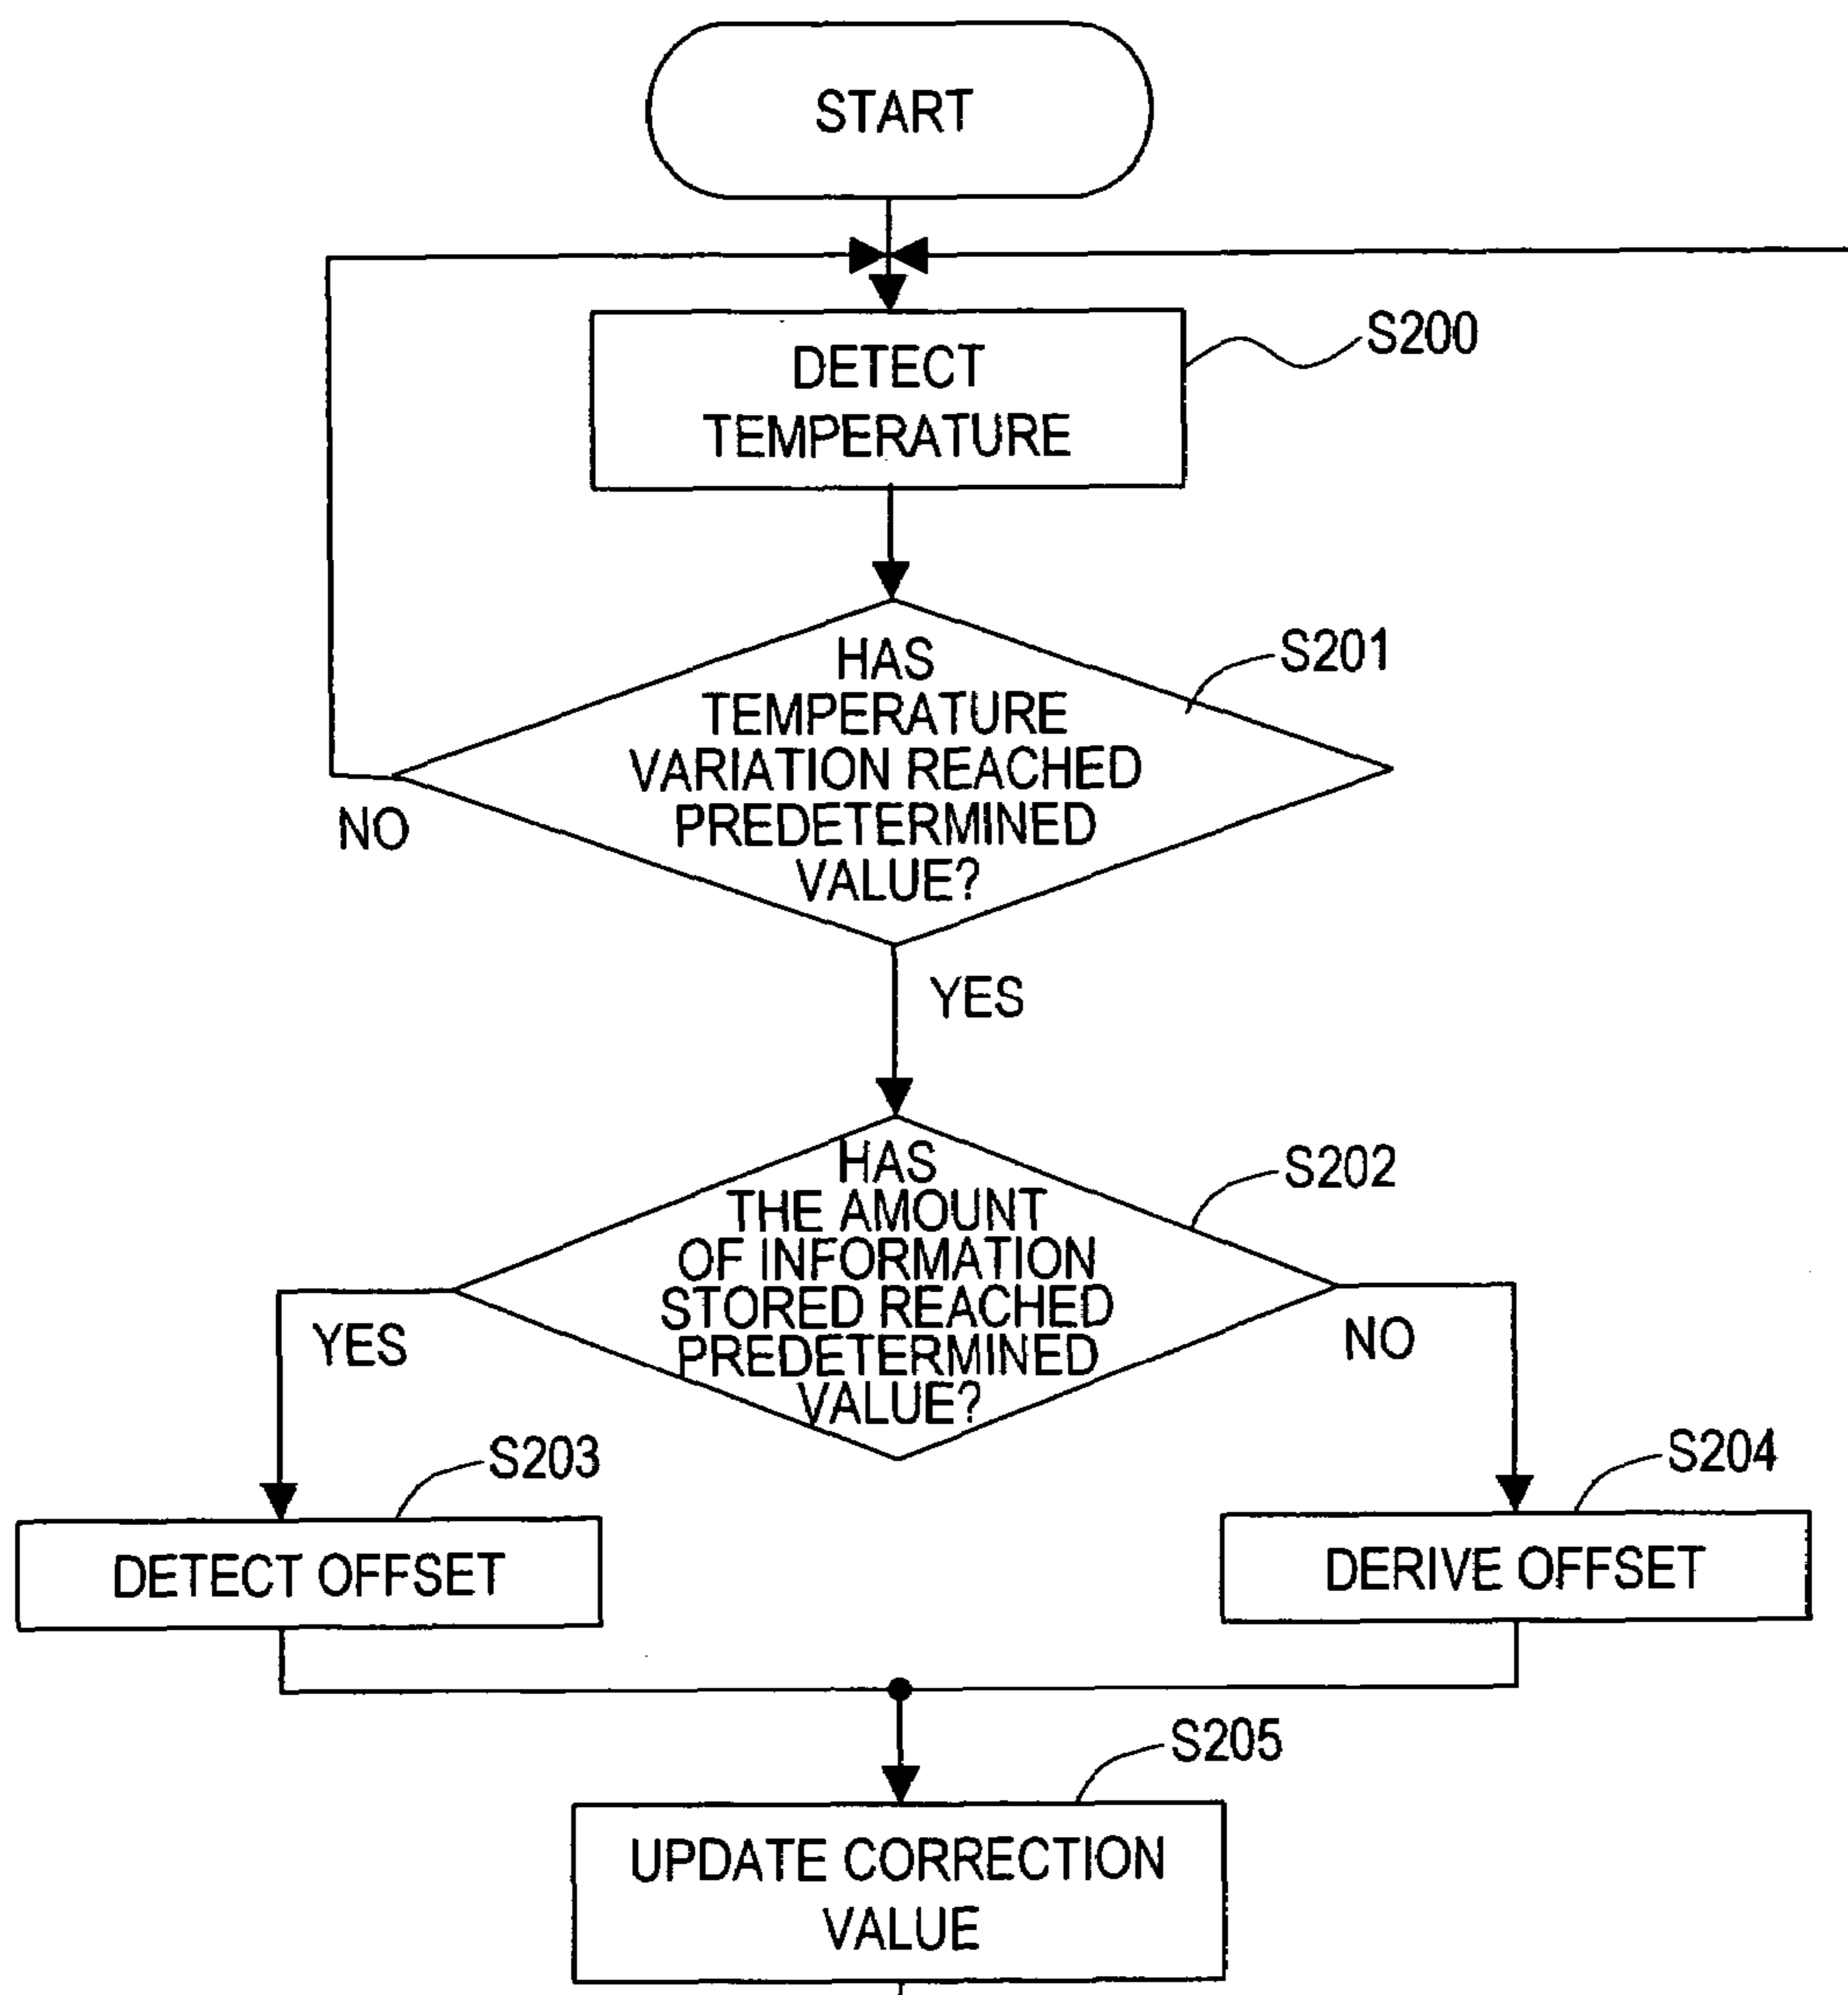 START
S200
DETECT
TEMPERATURE
S201
HAS
TEMPERATURE
VARIATION REACHED
PREDETERMINED
VALUE?
NO
YES
S202
HAS
THE AMOUNT
OF INFORMATION
STORED REACHED
PREDETERMINED
VALUE?
YES
NO
S203
S204
DETECT OFFSET
DERIVE OFFSET
S205
UPDATE CORRECTION
VALUE